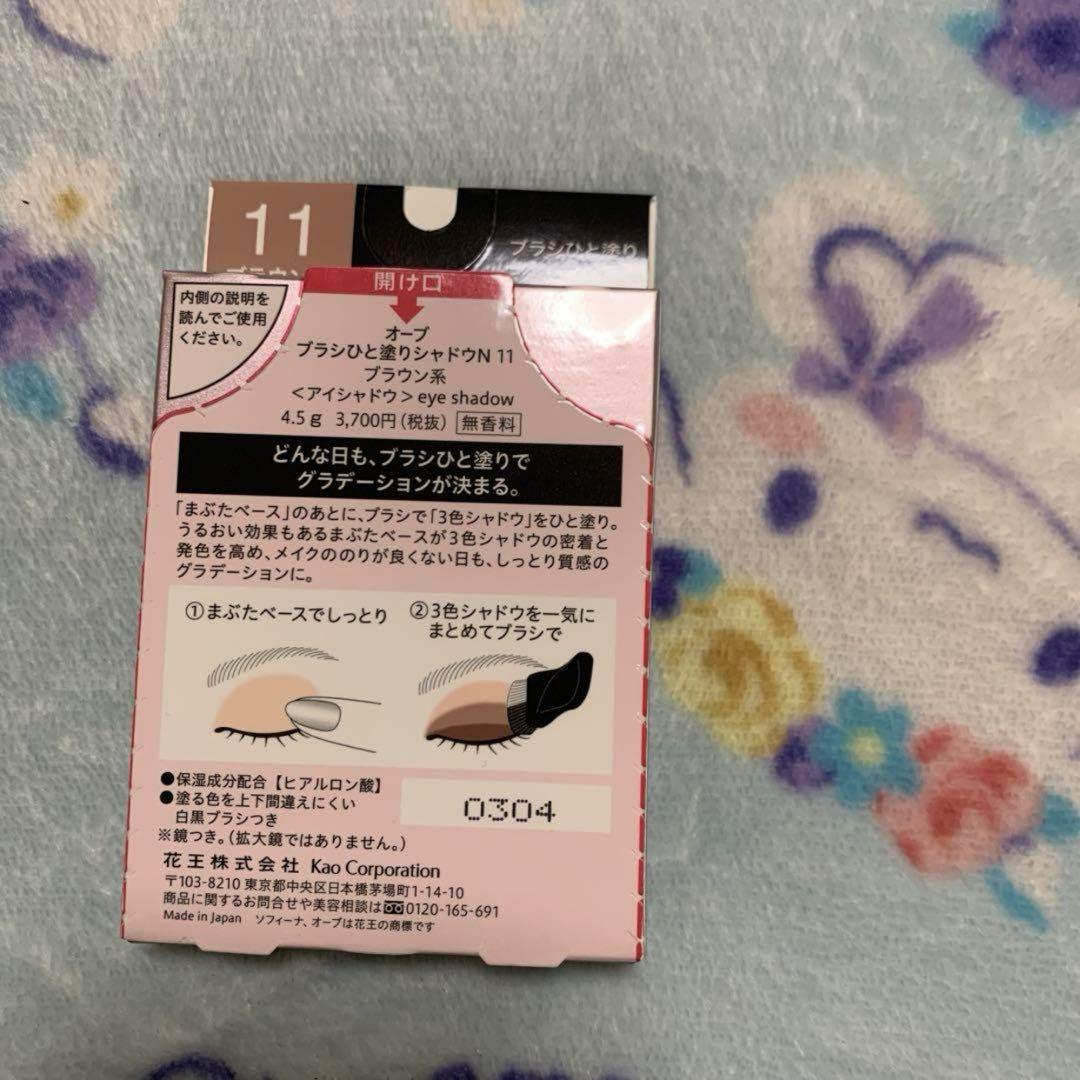 11
ブラウン
ブラシひと塗り
開け口
内側の説明を
読んでご使用
ください。
オーブ
ブラシひと塗りシャドウN 11
ブラウン系
＜アイシャドウ＞eye shadow
4.5g 3,700円(税抜) 無香料
どんな日も、ブラシひと塗りで
グラデーションが決まる。
「まぶたベース」のあとに、ブラシで「3色シャドウ」をひと塗り。
うるおい効果もあるまぶたベースが3色シャドウの密着と
発色を高め、メイクののりが良くない日も、しっとり質感の
グラデーションに。
①まぶたベースでしっとり
②3色シャドウを一気に
まとめてブラシで
●保湿成分配合【ヒアルロン酸】
●塗る色を上下間違えにくい
白黒ブラシつき
※鏡つき。(拡大鏡ではありません。)
0304
花王株式会社 Kao Corporation
〒103-8210 東京都中央区日本橋茅場町1-14-10
商品に関するお問合せや美容相談は0120-165-691
Made in Japan ソフィーナ、オーブは花王の商標です